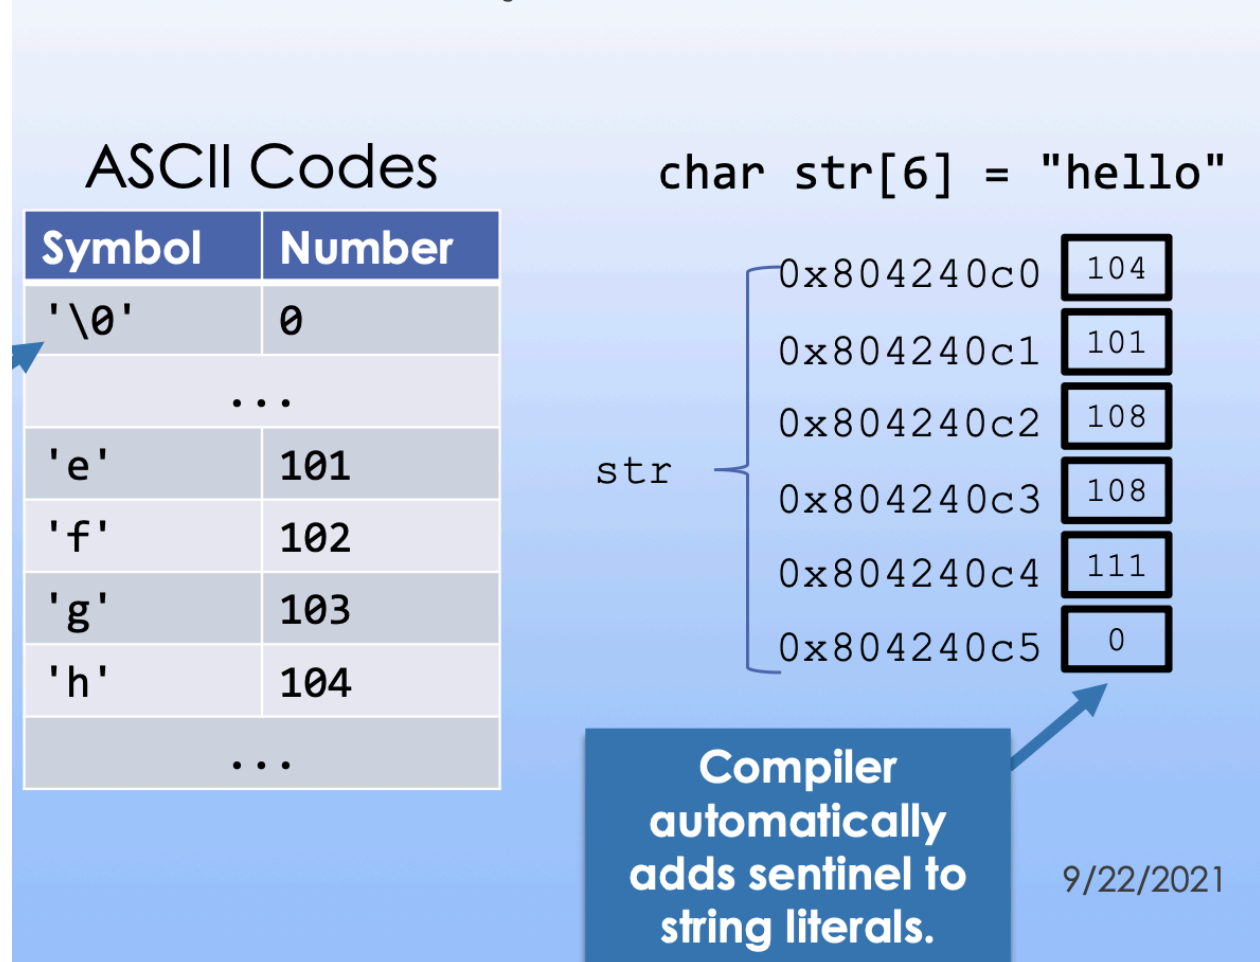 ASCII Codes
Symbol Number
'\0' 0
...
'e' 101
'f' 102
'g' 103
'h' 104
...
char str[6] = "hello"
str
0x804240c0 104
0x804240c1 101
0x804240c2 108
0x804240c3 108
0x804240c4 111
0x804240c5 0
Compiler
automatically
adds sentinel to
string literals.
9/22/2021